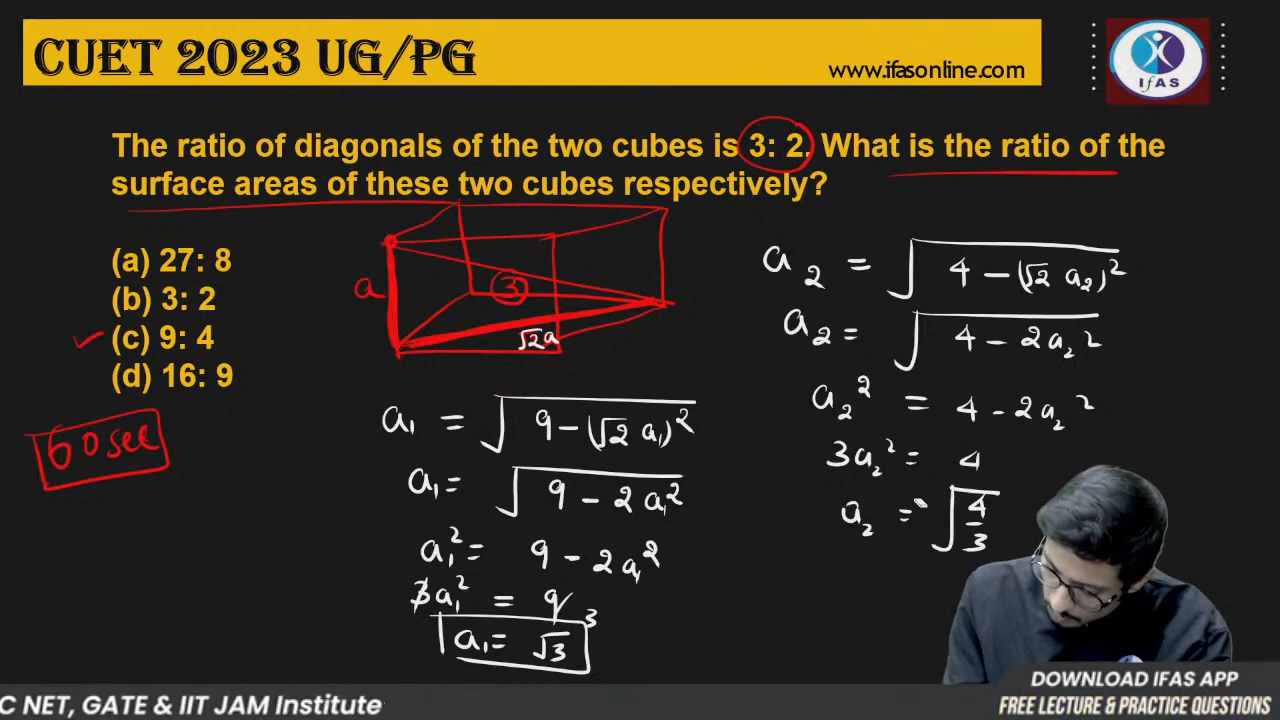 CUET 2023 UG/PG
www.ifasonline.com
IfAS
The ratio of diagonals of the two cubes is 3: 2. What is the ratio of the
surface areas of these two cubes respectively?
(a) 27: 8
(b) 3: 2
(c) 9: 4
(d) 16: 9
60 sec
a
3
√2a
a₁ = √(9 – (√2 a₁)²)
a₁ = √(9 – 2a₁²)
a₁² = 9 – 2a₁²
3a₁² = 9 3
a₁ = √3
a₂ = √(4 – (√2 a₂)²)
a₂ = √(4 – 2a₂²)
a₂² = 4 - 2a₂²
3a₂² = 4
a₂ = √(4/3)
DOWNLOAD IFAS APP
FREE LECTURE & PRACTICE QUESTIONS
C NET, GATE & IIT JAM Institute